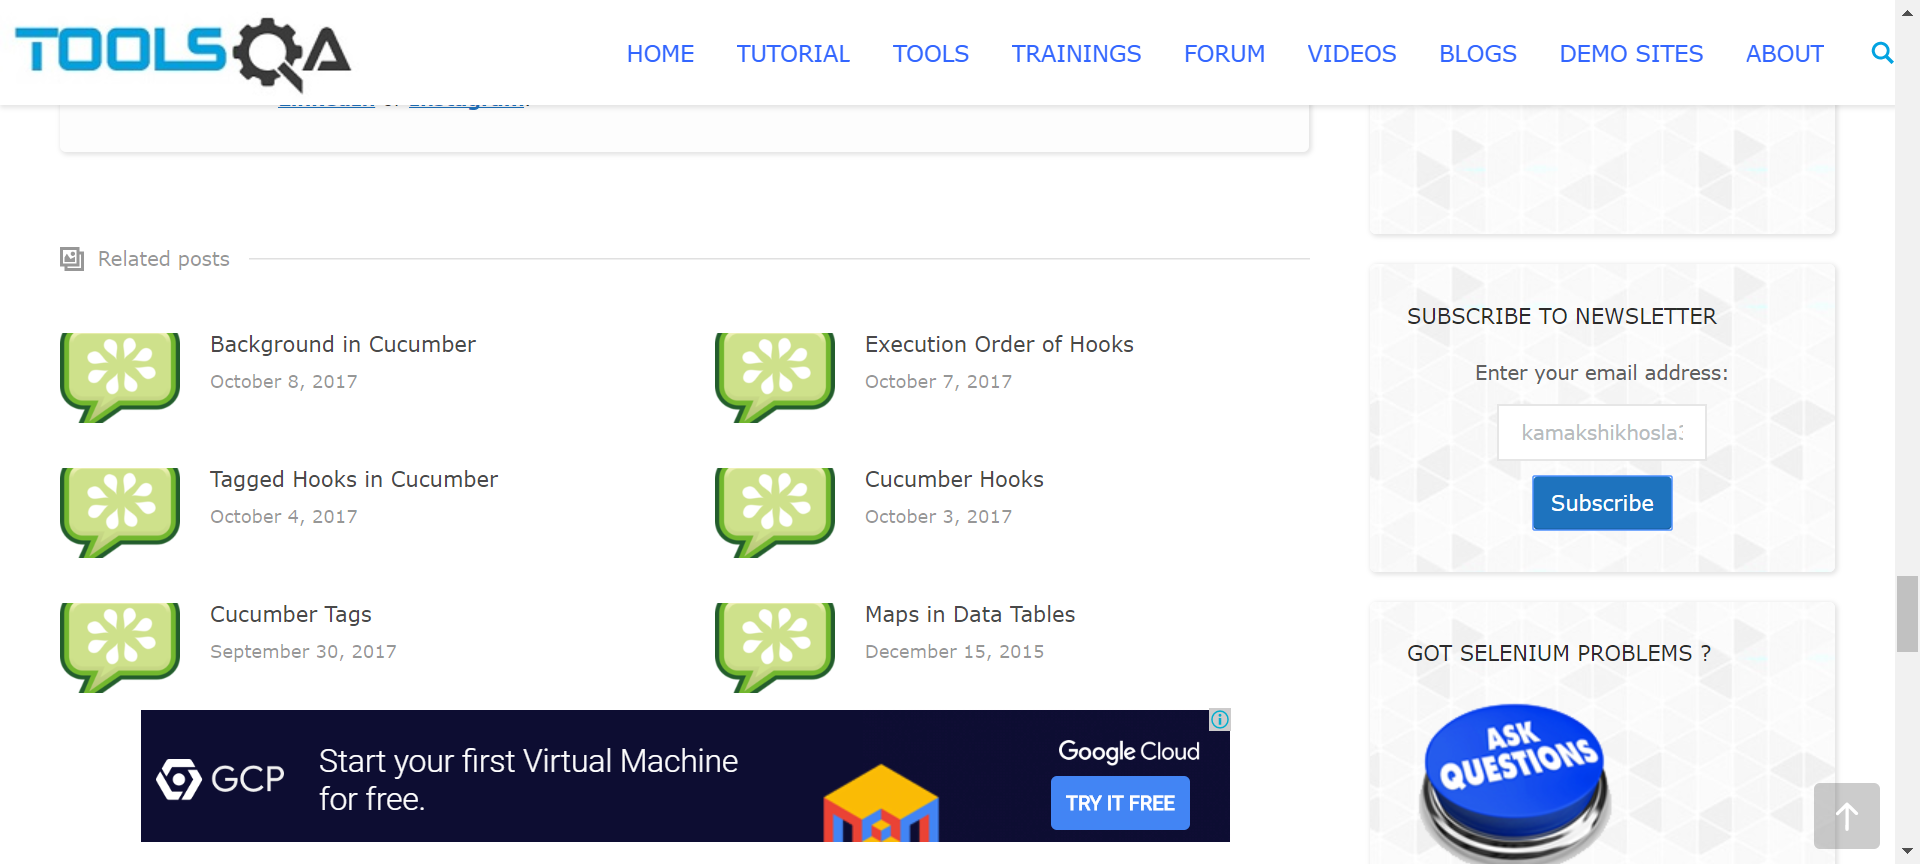 TOOLSQA
HOME TUTORIAL TOOLS TRAININGS FORUM VIDEOS BLOGS DEMO SITES ABOUT
Related posts
Background in Cucumber
October 8, 2017
Execution Order of Hooks
October 7, 2017
Tagged Hooks in Cucumber
October 4, 2017
Cucumber Hooks
October 3, 2017
Cucumber Tags
September 30, 2017
Maps in Data Tables
December 15, 2015
GCP
Start your first Virtual Machine
for free.
Google Cloud
TRY IT FREE
SUBSCRIBE TO NEWSLETTER
Enter your email address:
kamakshikhosla
Subscribe
GOT SELENIUM PROBLEMS ?
ASK
QUESTIONS